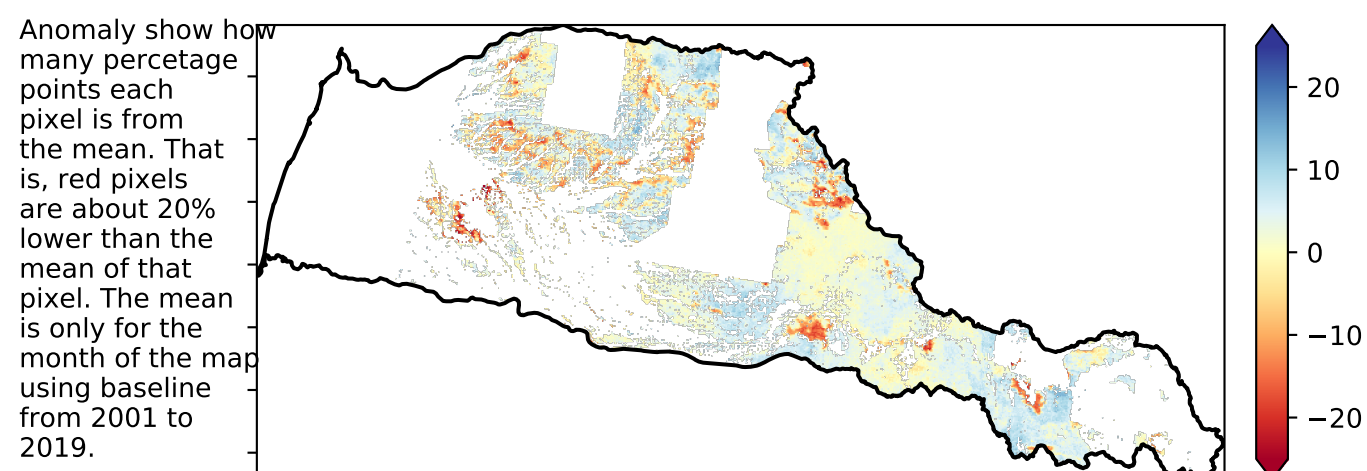 Anomaly show how
many percetage
points each
pixel is from
the mean. That
is, red pixels
are about 20%
lower than the
mean of that
pixel. The mean
is only for the
month of the map
using baseline
from 2001 to
2019.
20
10
0
−10
−20